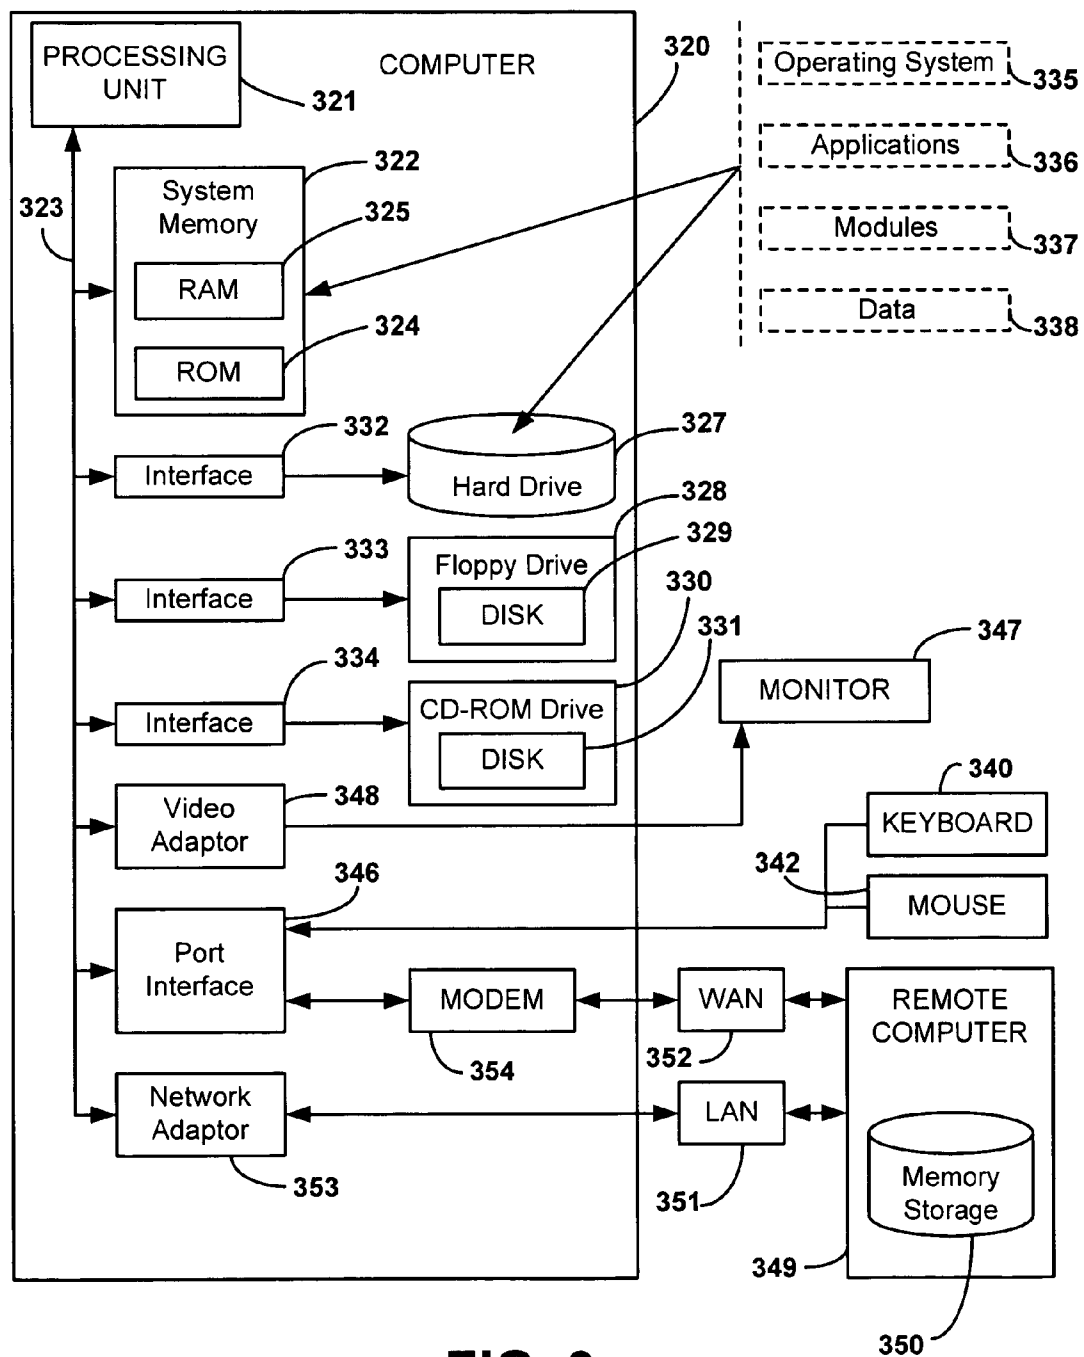 PROCESSING
UNIT
321
COMPUTER
320
Operating System
335
Applications
336
Modules
337
Data
338
323
322
System
Memory
325
RAM
324
ROM
332
Interface
327
Hard Drive
328
333
Interface
Floppy Drive
329
DISK
330
334
Interface
CD-ROM Drive
331
DISK
347
MONITOR
348
Video
Adaptor
340
KEYBOARD
342
MOUSE
346
Port
Interface
MODEM
354
WAN
352
REMOTE
COMPUTER
Network
Adaptor
353
LAN
351
Memory
Storage
349
350